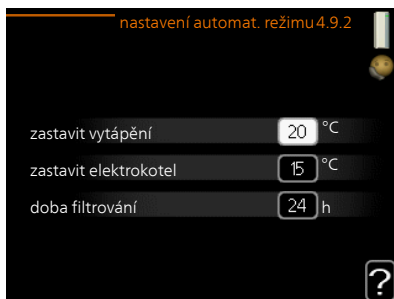 nastavení automat. režimu 4.9.2
zastavit vytápění 20 °C
zastavit elektrokotel 15 °C
doba filtrování 24 h
?